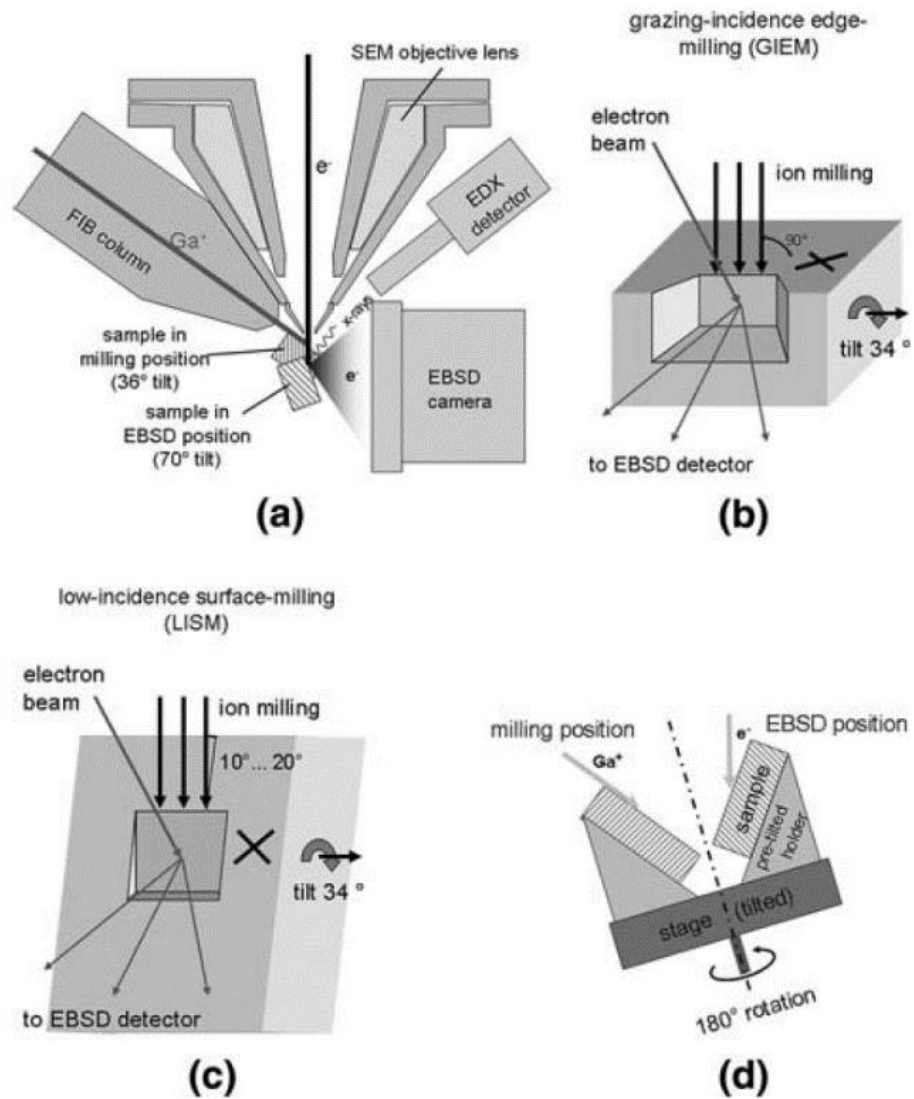 (a)
SEM objective lens
e-
FIB column
Ga+
EDX
detector
x-rays
sample in
milling position
(36° tilt)
e-
EBSD
camera
sample in
EBSD position
(70° tilt)
(b)
grazing-incidence edge-
milling (GIEM)
electron
beam
ion milling
90°
tilt 34 °
to EBSD detector
(c)
low-incidence surface-milling
(LISM)
electron
beam
ion milling
10°... 20°
tilt 34 °
to EBSD detector
(d)
milling position
EBSD position
Ga+
e-
sample
pre-tilted
holder
stage (tilted)
180° rotation